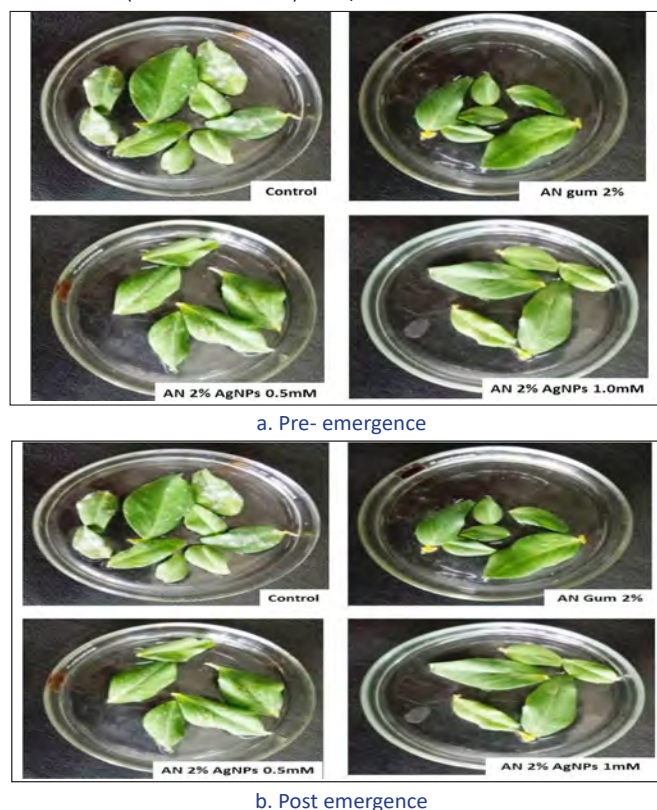 Control
AN gum 2%
AN 2% AgNPs 0.5mM
AN 2% AgNPs 1.0mM
a. Pre- emergence
Control
AN Gum 2%
AN 2% AgNPs 0.5mM
AN 2% AgNPs 1mM
b. Post emergence